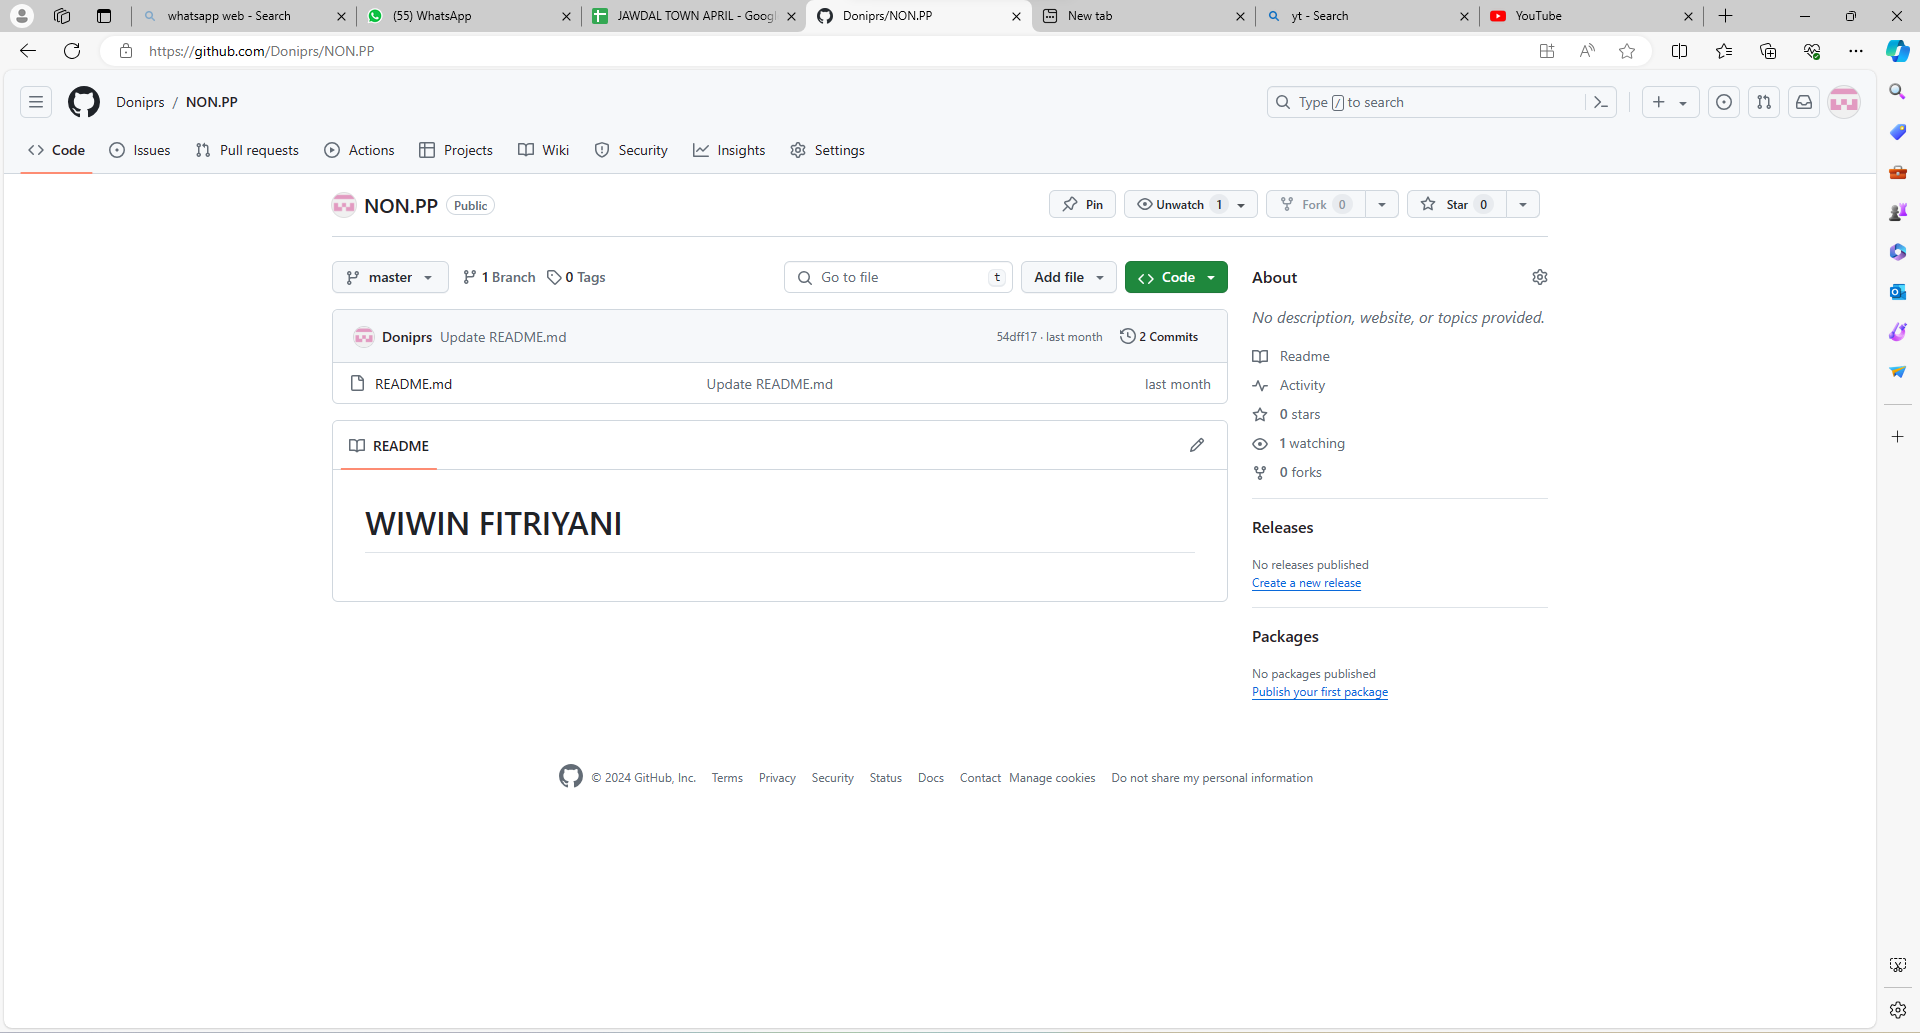 whatsapp web - Search
(55) WhatsApp
JAWDAL TOWN APRIL - Googl
Doniprs/NON.PP
New tab
yt - Search
YouTube
https://github.com/Doniprs/NON.PP
Doniprs / NON.PP
Type / to search
Code
Issues
Pull requests
Actions
Projects
Wiki
Security
Insights
Settings
NON.PP
Public
Pin
Unwatch 1
Fork 0
Star 0
master
1 Branch
0 Tags
Go to file t
Add file
Code
Doniprs Update README.md
54dff17 · last month
2 Commits
README.md Update README.md last month
README
WIWIN FITRIYANI
About
No description, website, or topics provided.
Readme
Activity
0 stars
1 watching
0 forks
Releases
No releases published
Create a new release
Packages
No packages published
Publish your first package
© 2024 GitHub, Inc. Terms Privacy Security Status Docs Contact Manage cookies Do not share my personal information